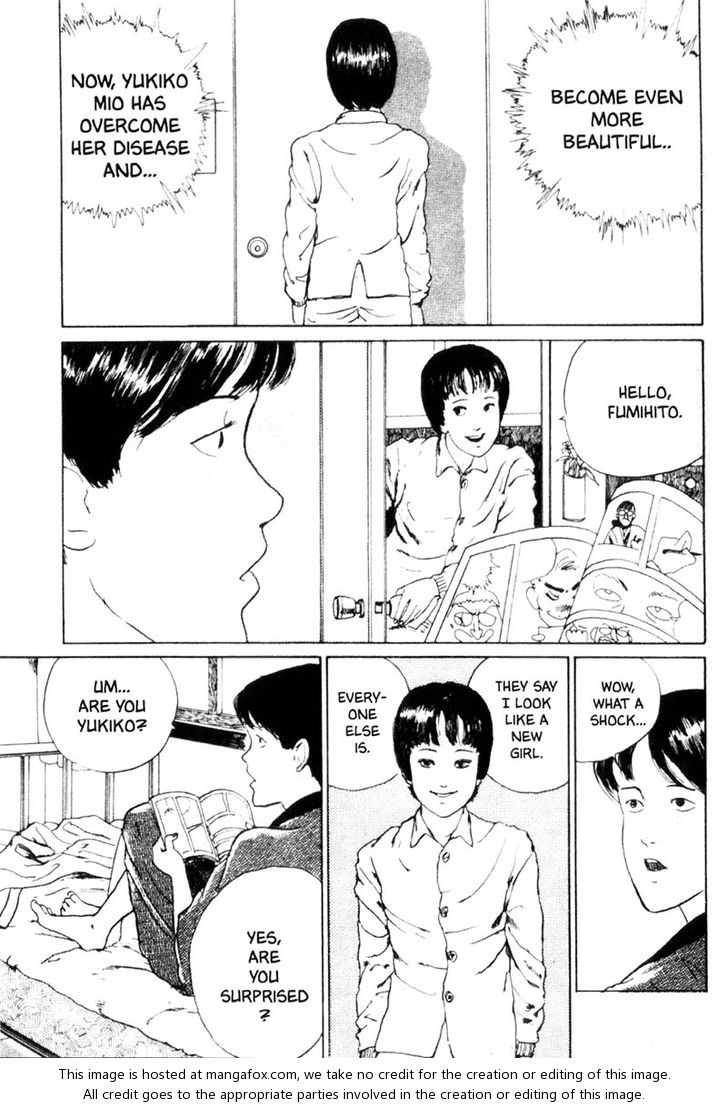 NOW, YUKIKO
MIO HAS
OVERCOME
HER DISEASE
AND...
BECOME EVEN
MORE
BEAUTIFUL..
HELLO,
FUMIHITO.
UM...
ARE YOU
YUKIKO?
YES,
ARE
YOU
SURPRISED
?
EVERY-
ONE
ELSE
IS.
THEY SAY
I LOOK
LIKE A
NEW
GIRL.
WOW,
WHAT A
SHOCK...
This image is hosted at mangafox.com, we take no credit for the creation or editing of this image.
All credit goes to the appropriate parties involved in the creation or editing of this image.